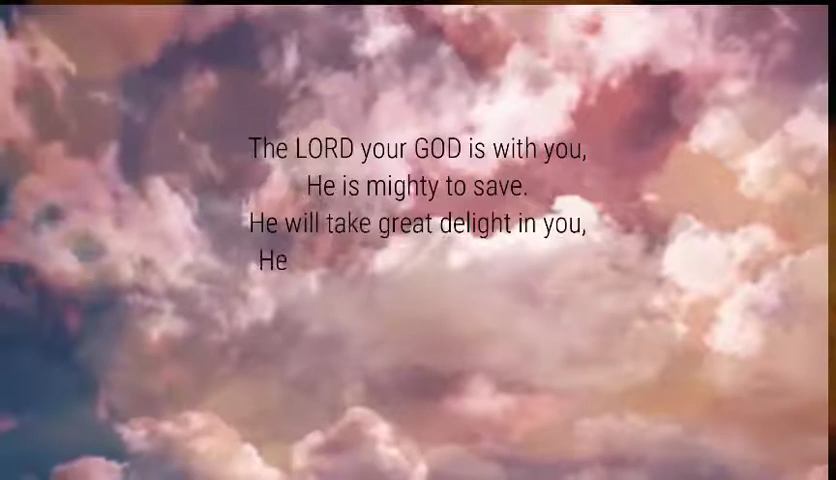 The LORD your GOD is with you,
He is mighty to save.
He will take great delight in you,
He